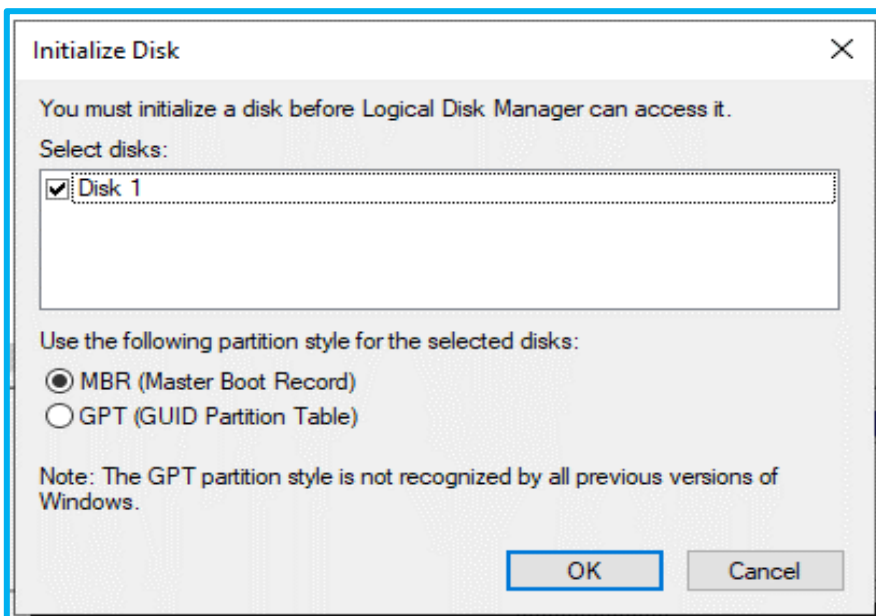 Initialize Disk
You must initialize a disk before Logical Disk Manager can access it.
Select disks:
Disk 1
Use the following partition style for the selected disks:
MBR (Master Boot Record)
GPT (GUID Partition Table)
Note: The GPT partition style is not recognized by all previous versions of
Windows.
OK
Cancel